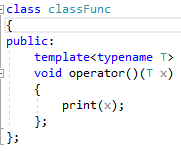 class classFunc
{
public:
    template<typename T>
    void operator()(T x)
    {
        print(x);
    };
};